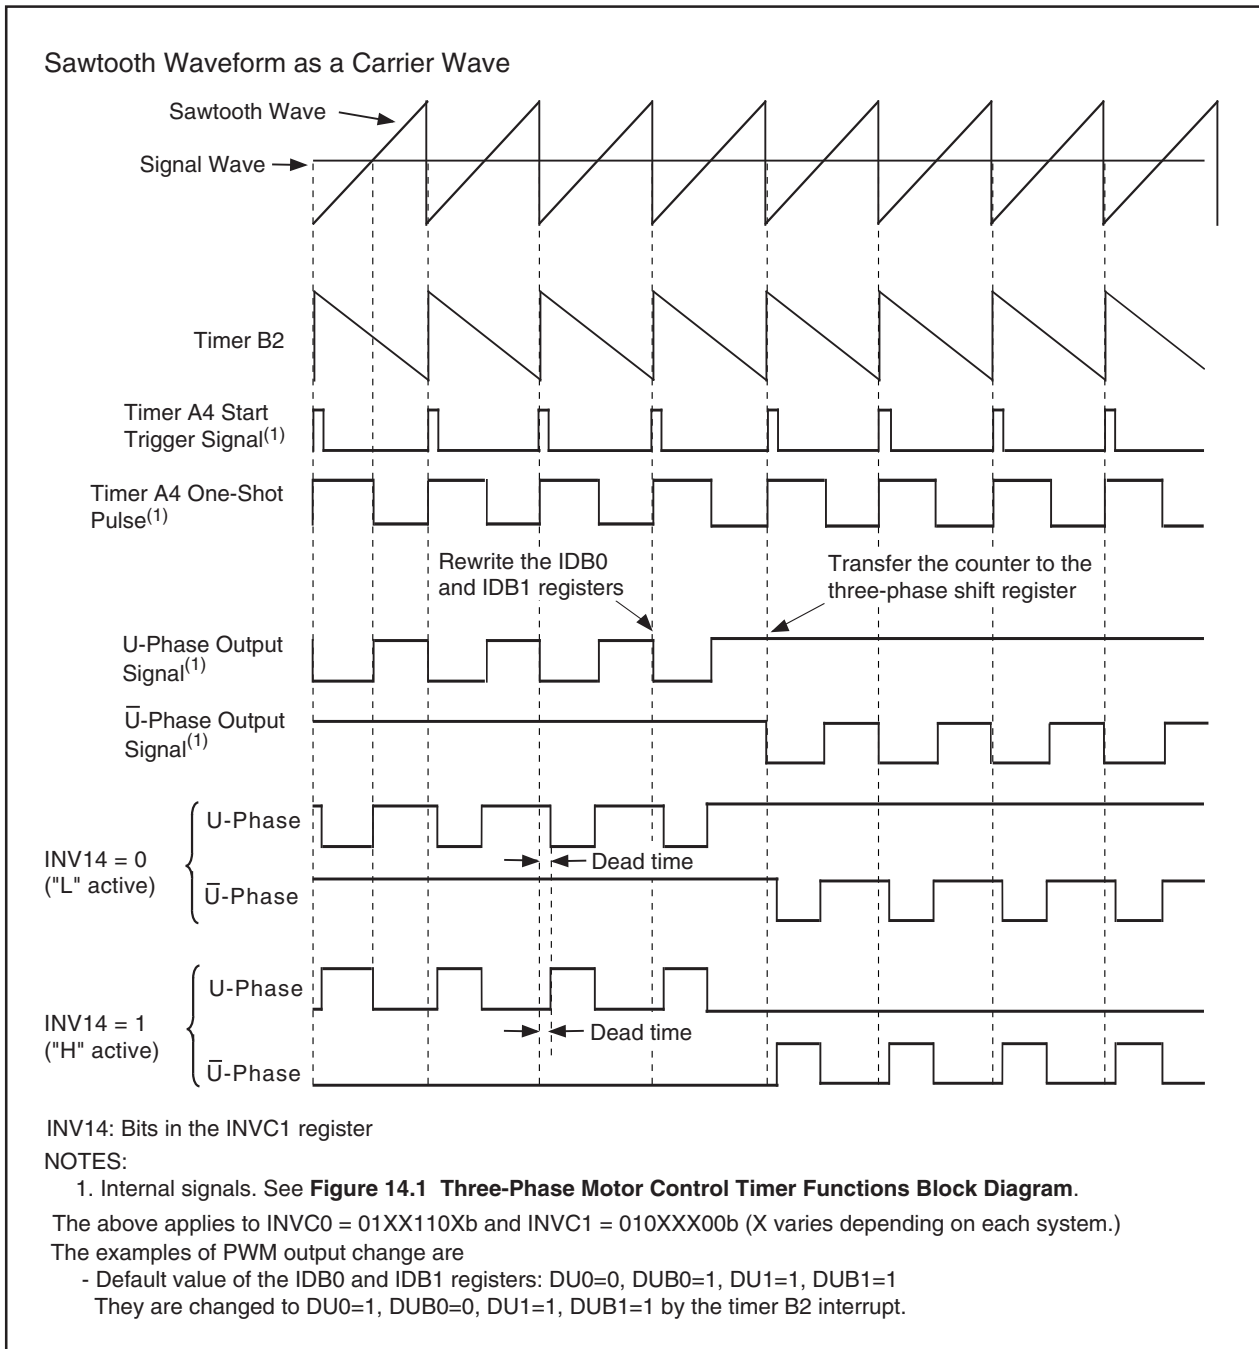 Sawtooth Waveform as a Carrier Wave
Sawtooth Wave
Signal Wave
Timer B2
Timer A4 Start
Trigger Signal(1)
Timer A4 One-Shot
Pulse(1)
Rewrite the IDB0
and IDB1 registers
Transfer the counter to the
three-phase shift register
U-Phase Output
Signal(1)
U̅-Phase Output
Signal(1)
INV14 = 0
("L" active)
U-Phase
Dead time
U̅-Phase
INV14 = 1
("H" active)
U-Phase
Dead time
U̅-Phase
INV14: Bits in the INVC1 register
NOTES:
1. Internal signals. See Figure 14.1 Three-Phase Motor Control Timer Functions Block Diagram.
The above applies to INVC0 = 01XX110Xb and INVC1 = 010XXX00b (X varies depending on each system.)
The examples of PWM output change are
- Default value of the IDB0 and IDB1 registers: DU0=0, DUB0=1, DU1=1, DUB1=1
They are changed to DU0=1, DUB0=0, DU1=1, DUB1=1 by the timer B2 interrupt.